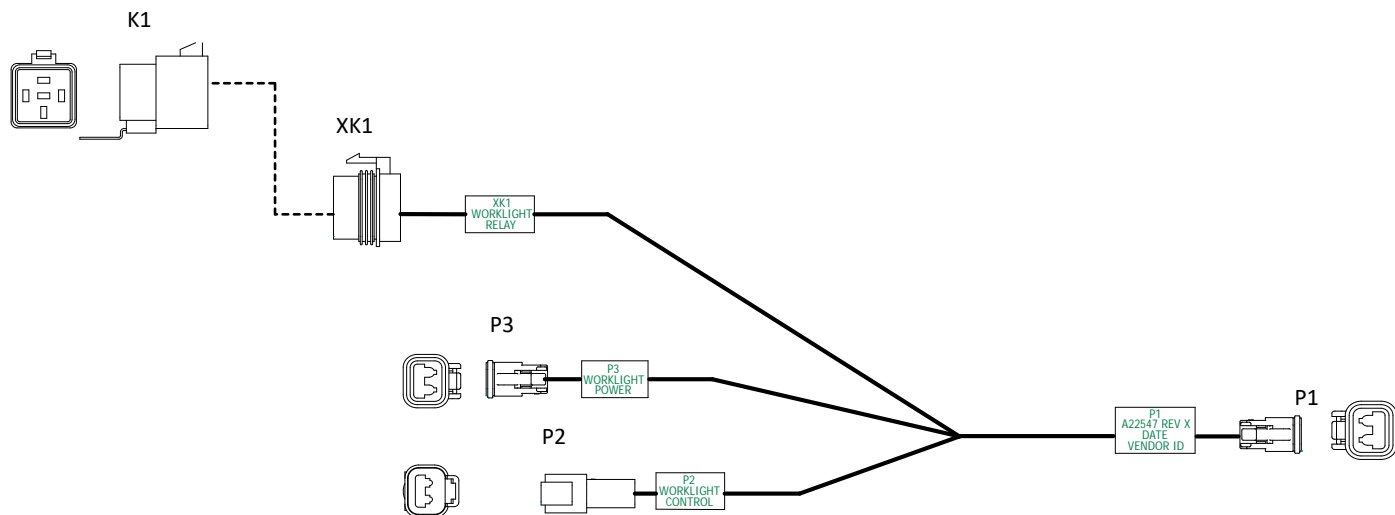 K1
XK1
XK1
WORKLIGHT
RELAY
P3
P3
WORKLIGHT
POWER
P1
P1
A22547 REV X
DATE
VENDOR ID
P2
P2
WORKLIGHT
CONTROL